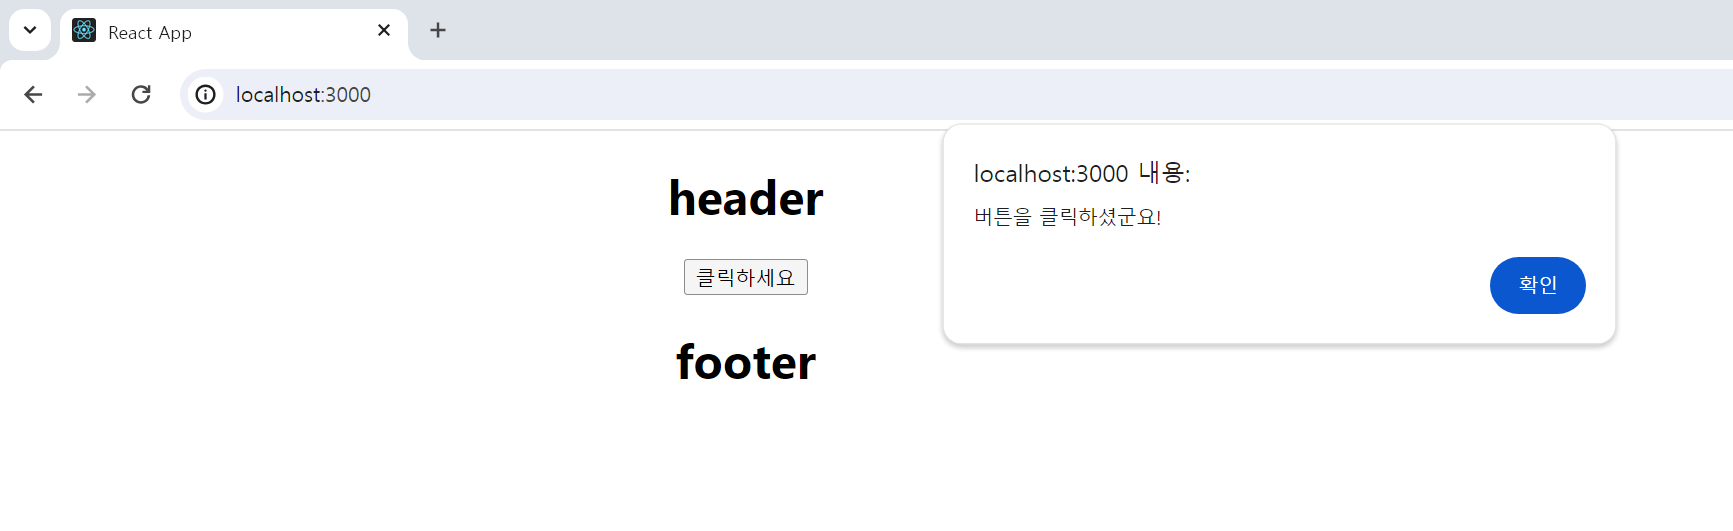 React App
localhost:3000
localhost:3000 내용:
버튼을 클릭하셨군요!
확인
header
클릭하세요
footer